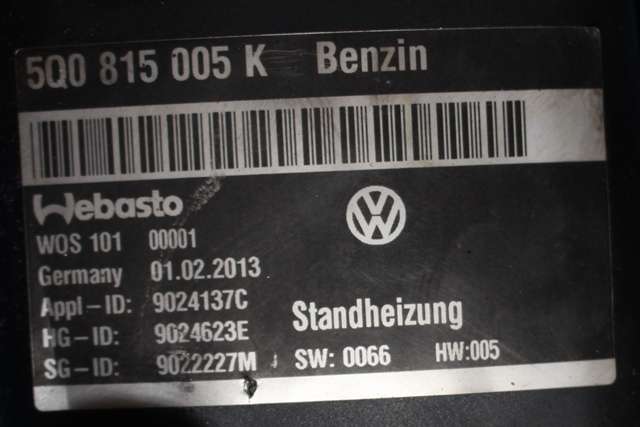 5Q0 815 005 K Benzin
Webasto
WQS 101 00001
Germany 01.02.2013
Appl-ID: 9024137C
HG-ID: 9024623E
SG-ID: 9022227M
Standheizung
SW: 0066 HW:005